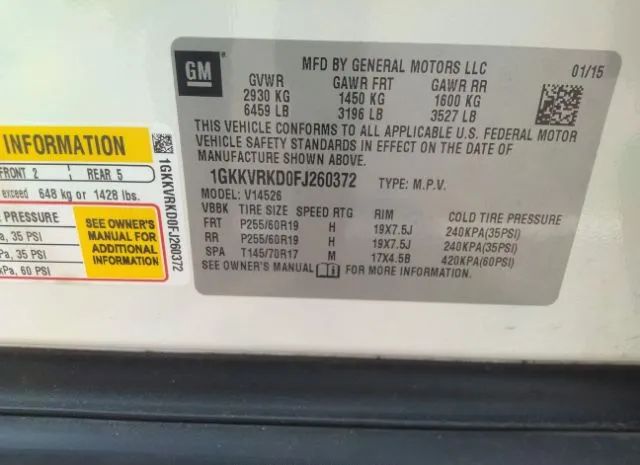 GM
MFD BY GENERAL MOTORS LLC 01/15
GVWR GAWR FRT GAWR RR
2930 KG 1450 KG 1600 KG
6459 LB 3196 LB 3527 LB
THIS VEHICLE CONFORMS TO ALL APPLICABLE U.S. FEDERAL MOTOR
VEHICLE SAFETY STANDARDS IN EFFECT ON THE DATE OF
MANUFACTURE SHOWN ABOVE.
1GKKVRKD0FJ260372 TYPE: M.P.V.
MODEL: V14526
VBBK TIRE SIZE SPEED RTG RIM COLD TIRE PRESSURE
FRT P255/60R19 H 19X7.5J 240KPA(35PSI)
RR P255/60R19 H 19X7.5J 240KPA(35PSI)
SPA T145/70R17 M 17X4.5B 420KPA(60PSI)
SEE OWNER'S MANUAL FOR MORE INFORMATION
INFORMATION
FRONT 2 REAR 5
exceed 648 kg or 1428 lbs.
PRESSURE
35 PSI
35 PSI
60 PSI
SEE OWNER'S
MANUAL FOR
ADDITIONAL
INFORMATION
1GKKVRKD0FJ260372